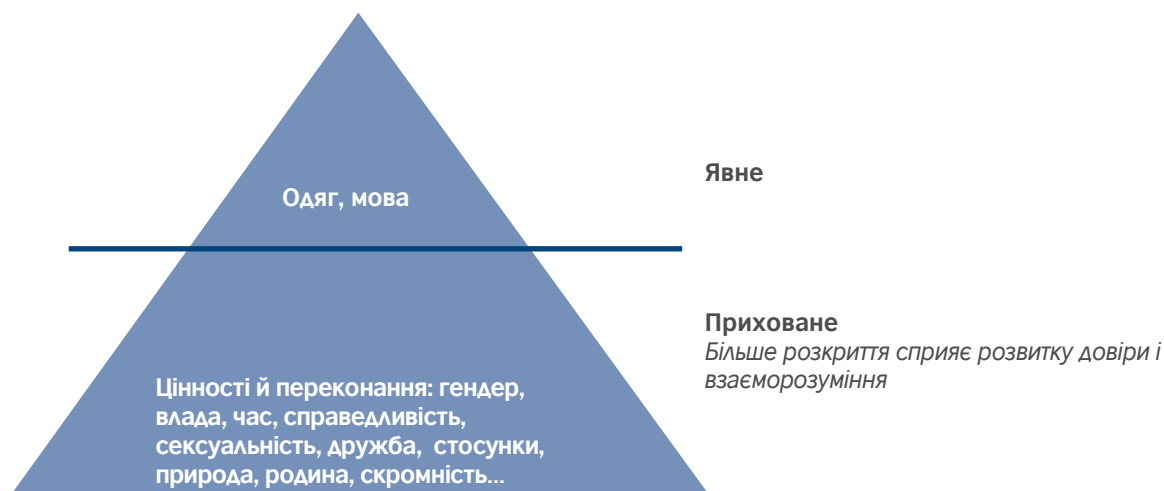 Явне
Одяг, мова
Приховане
Більше розкриття сприяє розвитку довіри і
взаєморозуміння
Цінності й переконання: гендер,
влада, час, справедливість,
сексуальність, дружба,  стосунки,
природа, родина, скромність...